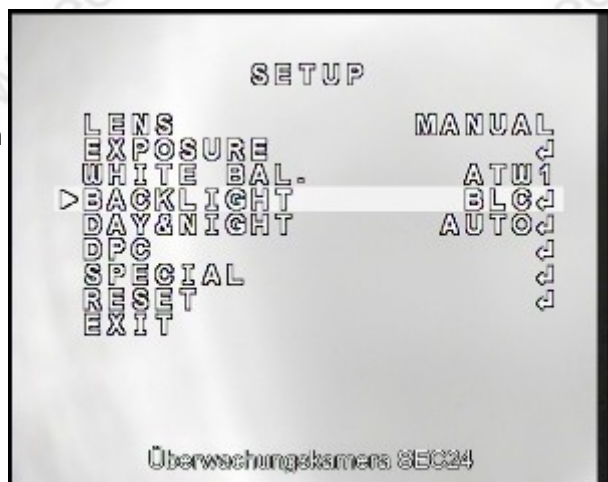 SETUP
LENS MANUAL
EXPOSURE ↲
WHITE BAL. ATW1
▷BACKLIGHT BLC↲
DAY&NIGHT AUTO↲
DPC ↲
SPECIAL ↲
RESET ↲
EXIT
Überwachungskamera SEC24